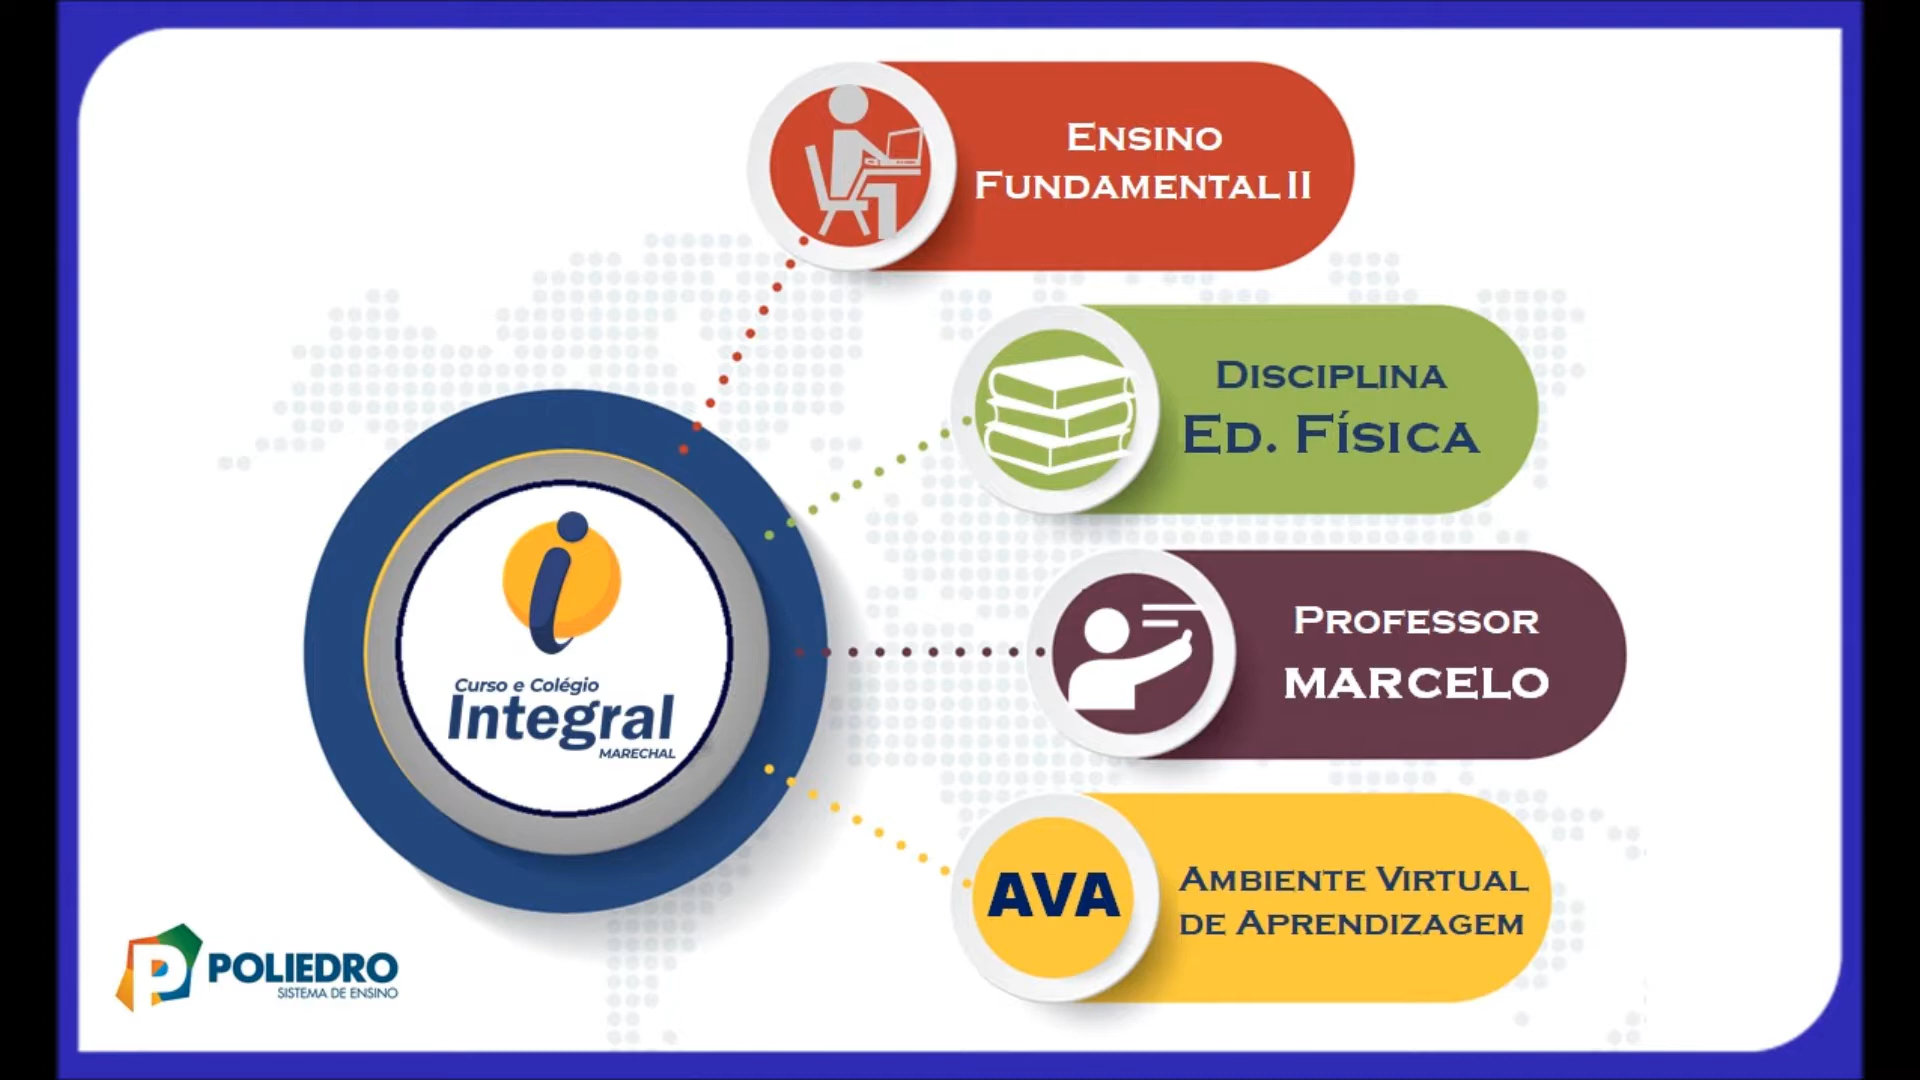 Ensino
Fundamental II
Disciplina
Ed. Física
Professor
MARCELO
AVA
Ambiente Virtual
de Aprendizagem
Curso e Colégio
Integral
MARECHAL
POLIEDRO
SISTEMA DE ENSINO